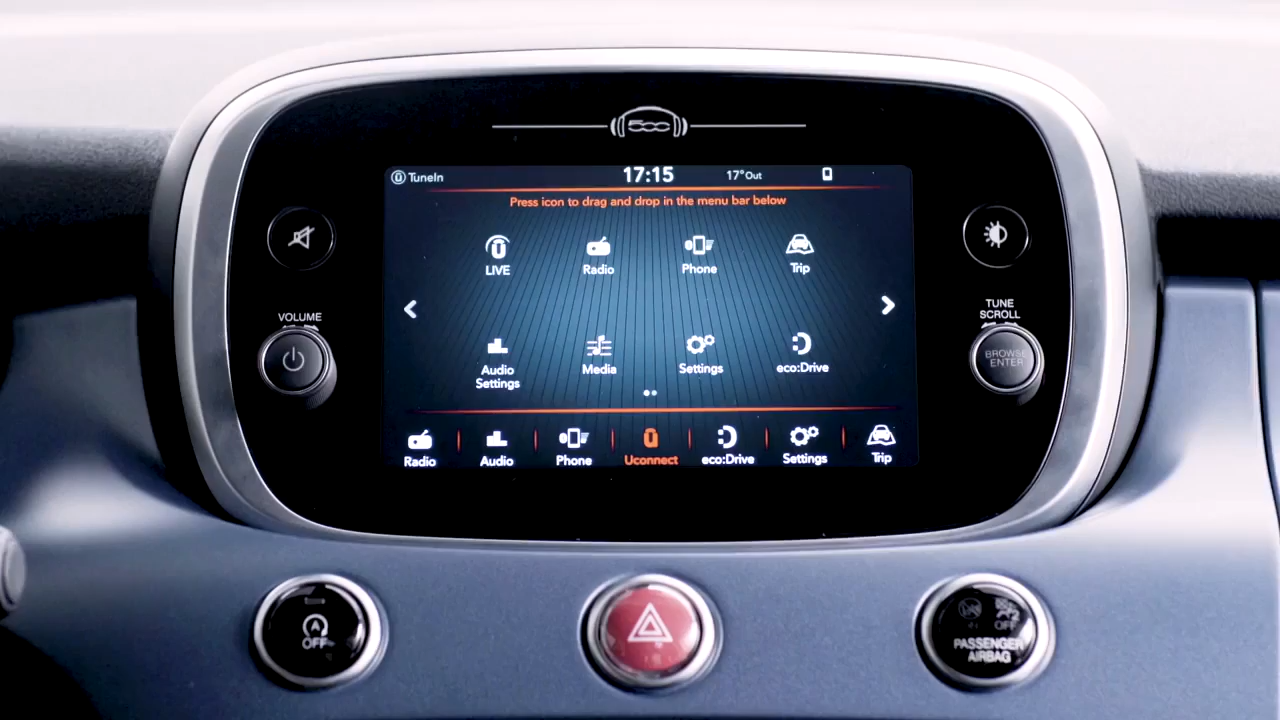 500
TuneIn
17:15
17°Out
Press icon to drag and drop in the menu bar below
LIVE
Radio
Phone
Trip
VOLUME
TUNE
SCROLL
BROWSE
ENTER
Audio
Settings
Media
Settings
eco:Drive
Radio
Audio
Phone
Uconnect
eco:Drive
Settings
Trip
A
OFF
OFF
PASSENGER
AIRBAG